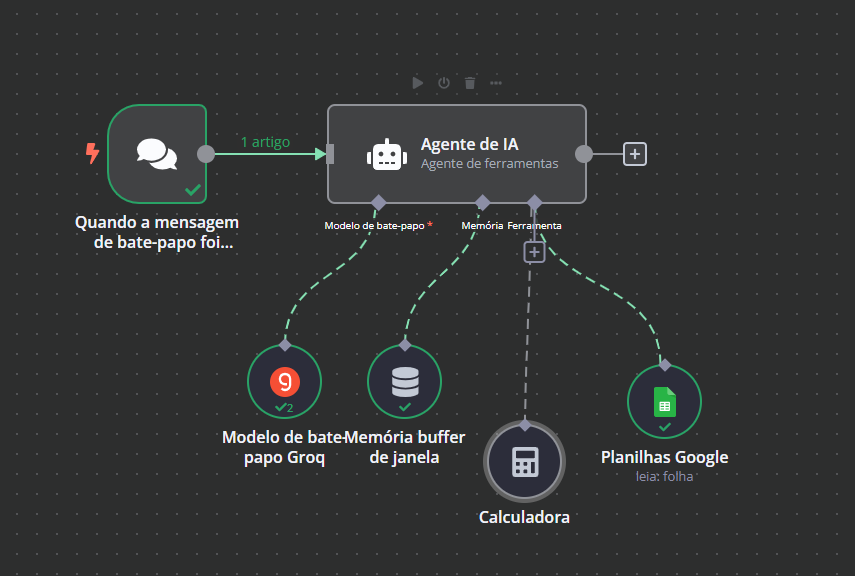 1 artigo
Agente de IA
Agente de ferramentas
Quando a mensagem
de bate-papo foi...
Modelo de bate-papo *
Memória
Ferramenta
2
Modelo de bate-
papo Groq
Memória buffer
de janela
Calculadora
Planilhas Google
leia: folha